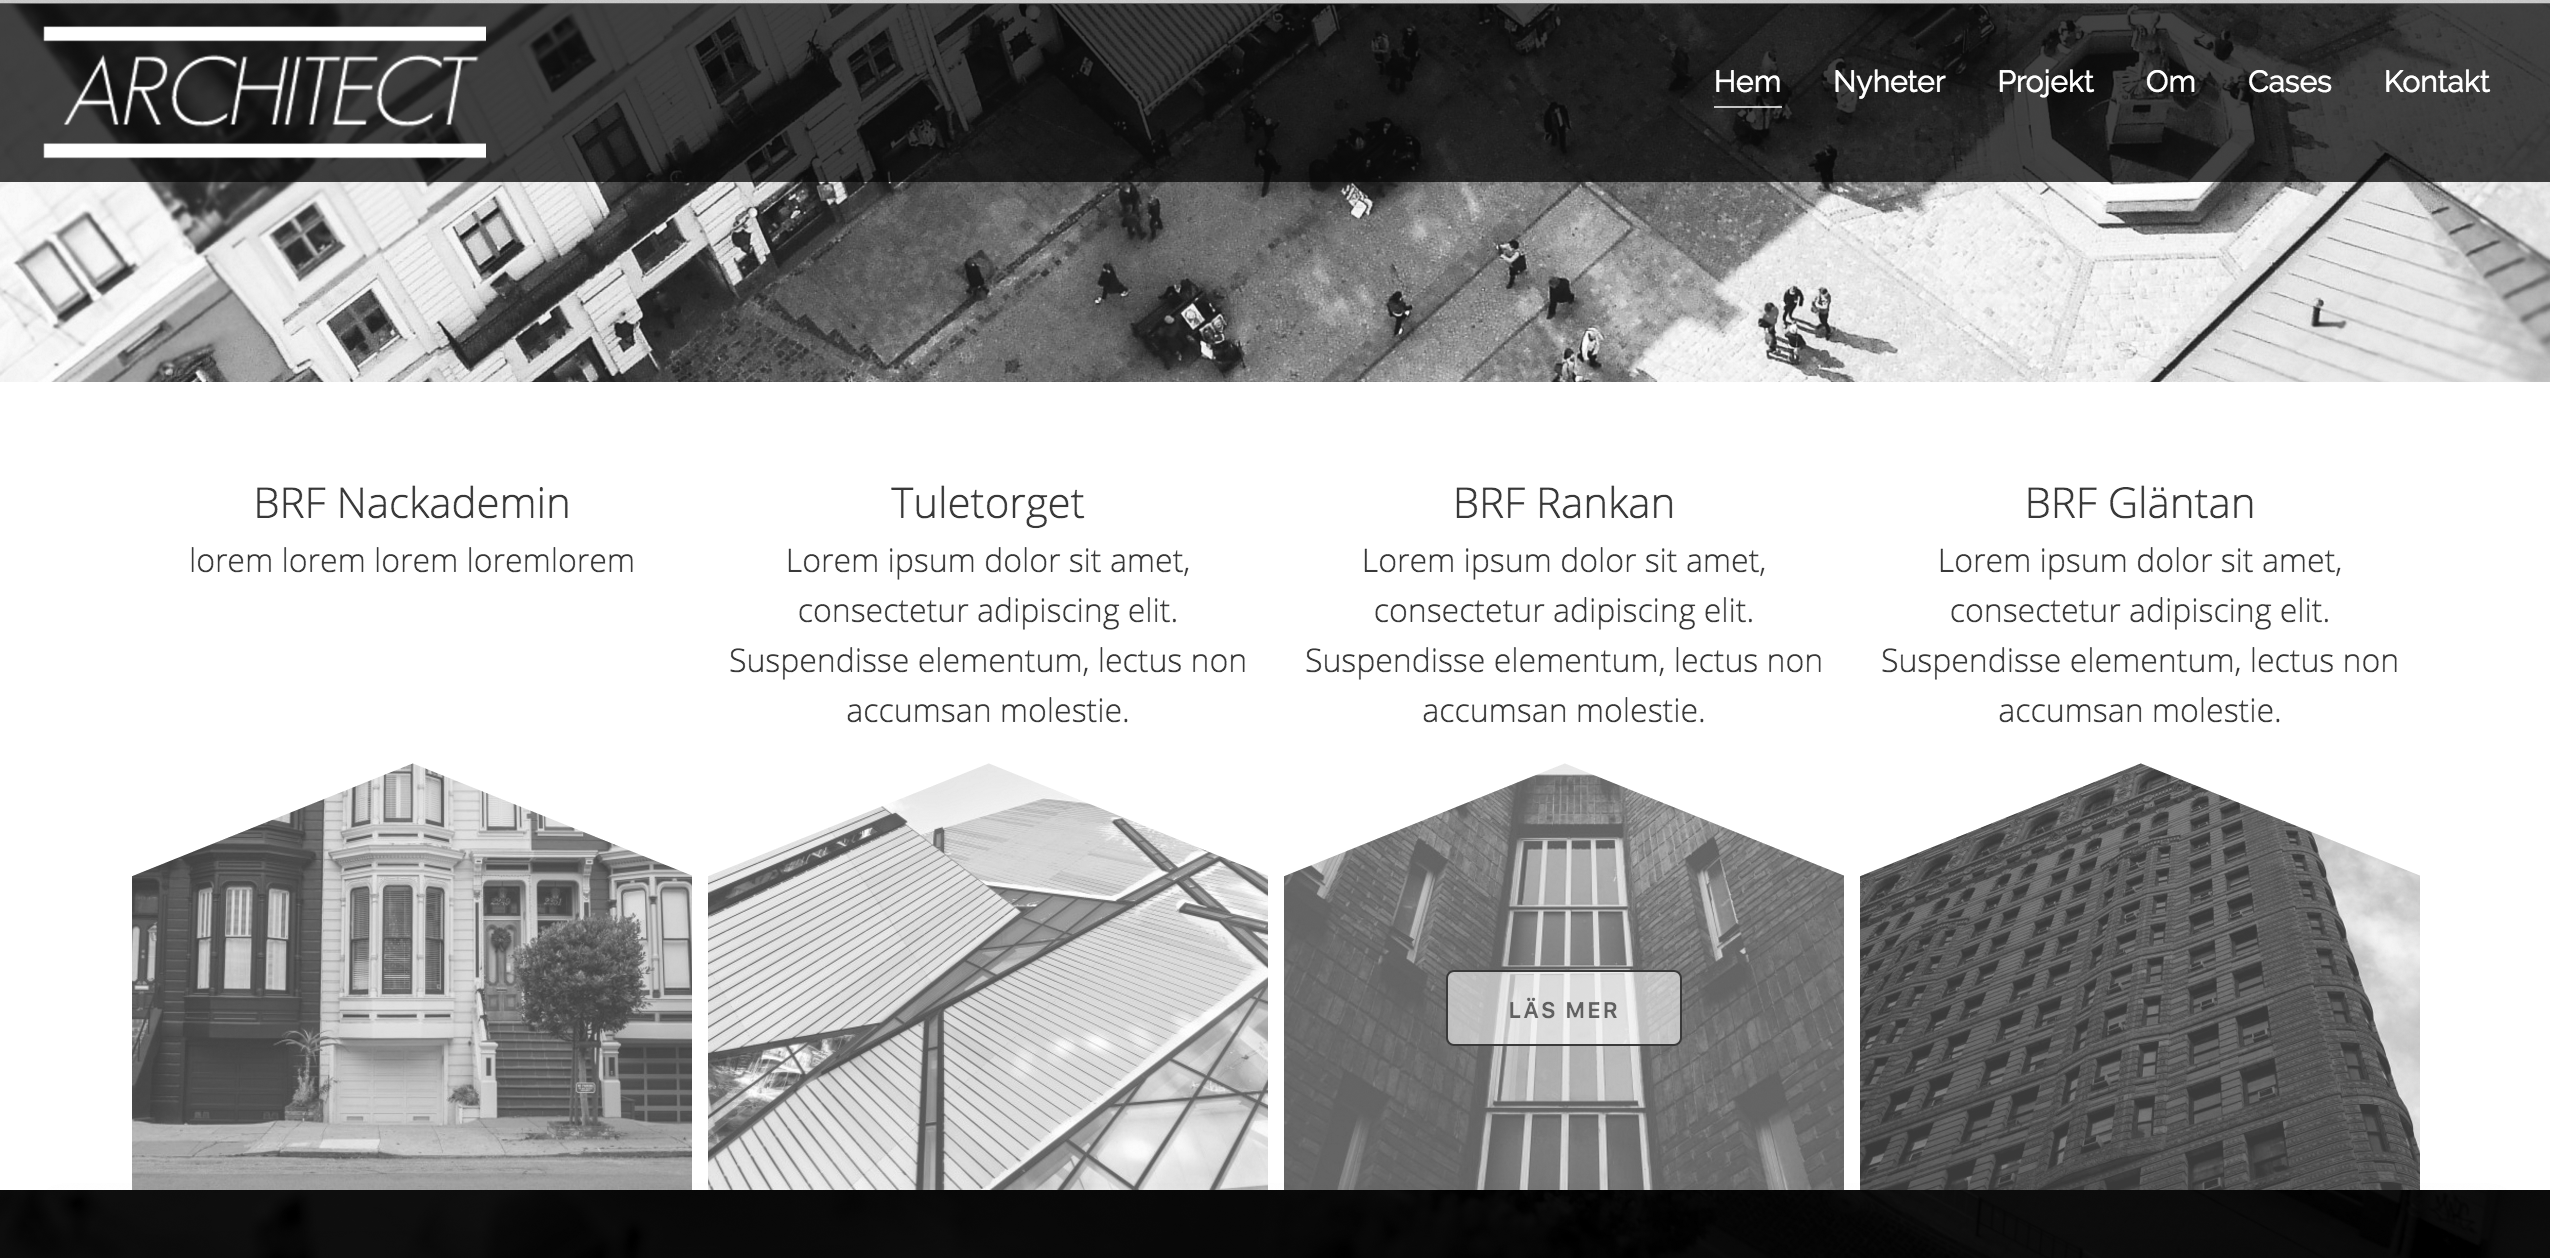 ARCHITECT
Hem Nyheter Projekt Om Cases Kontakt
BRF Nackademin
lorem lorem lorem loremlorem
Tuletorget
Lorem ipsum dolor sit amet,
consectetur adipiscing elit.
Suspendisse elementum, lectus non
accumsan molestie.
BRF Rankan
Lorem ipsum dolor sit amet,
consectetur adipiscing elit.
Suspendisse elementum, lectus non
accumsan molestie.
LÄS MER
BRF Gläntan
Lorem ipsum dolor sit amet,
consectetur adipiscing elit.
Suspendisse elementum, lectus non
accumsan molestie.